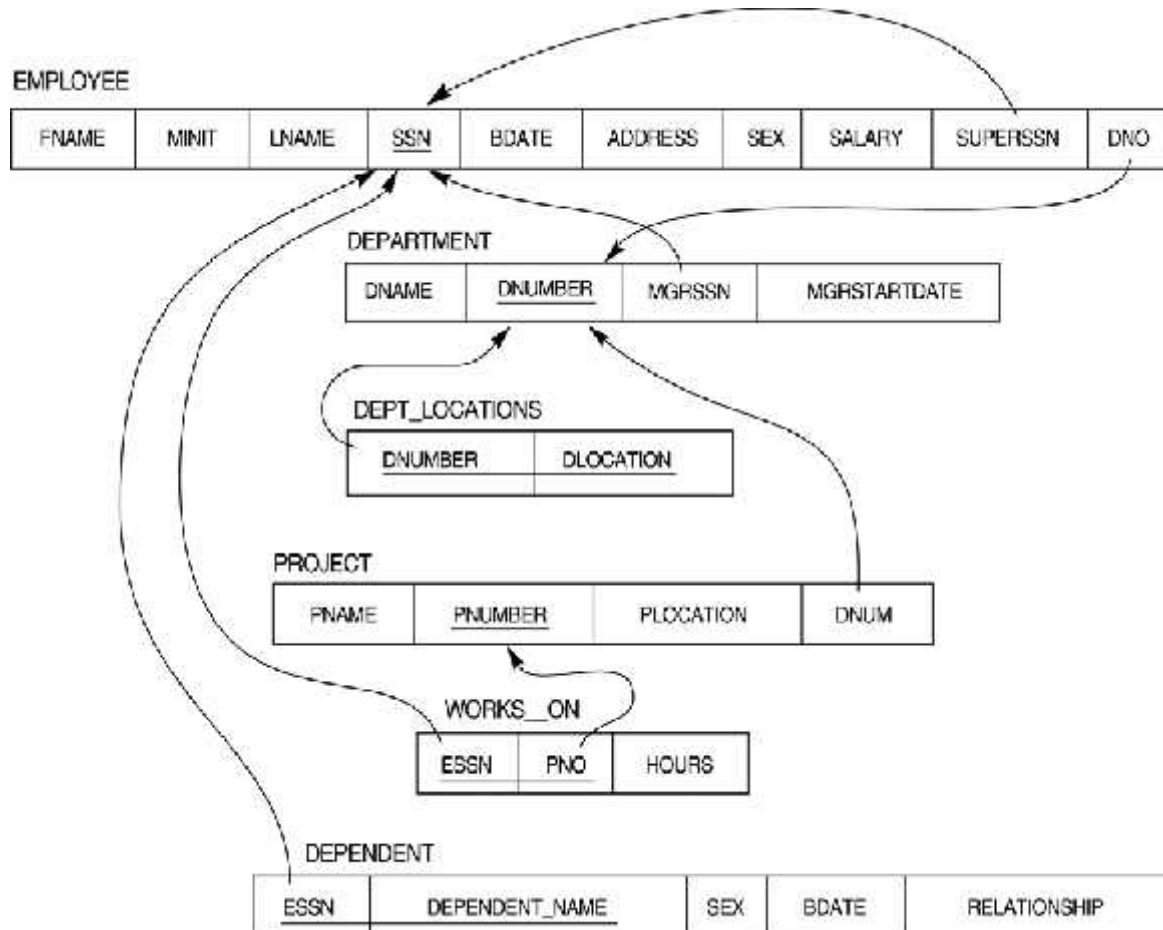 EMPLOYEE
FNAME MINIT LNAME SSN BDATE ADDRESS SEX SALARY SUPERSSN DNO
DEPARTMENT
DNAME DNUMBER MGRSSN MGRSTARTDATE
DEPT_LOCATIONS
DNUMBER DLOCATION
PROJECT
PNAME PNUMBER PLOCATION DNUM
WORKS_ON
ESSN PNO HOURS
DEPENDENT
ESSN DEPENDENT_NAME SEX BDATE RELATIONSHIP